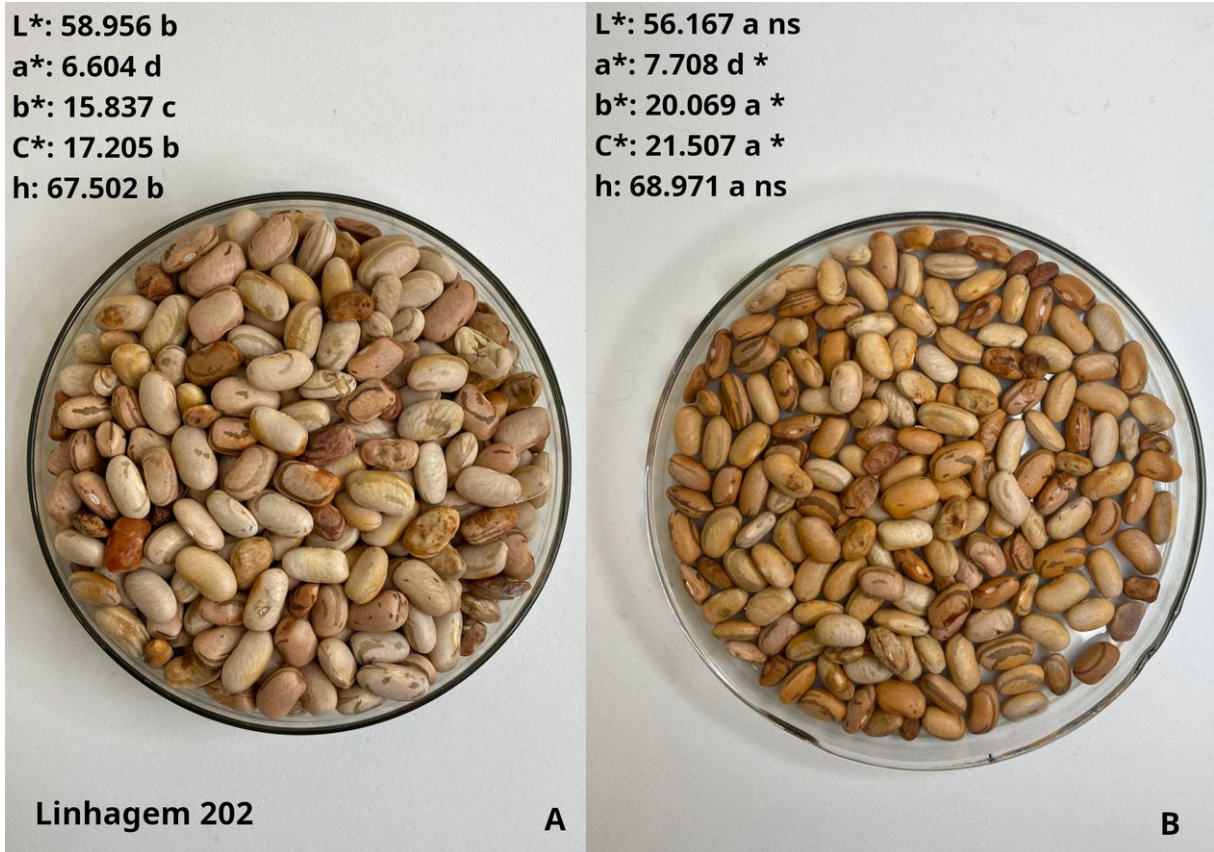 L*: 58.956 b
a*: 6.604 d
b*: 15.837 c
C*: 17.205 b
h: 67.502 b
L*: 56.167 a ns
a*: 7.708 d *
b*: 20.069 a *
C*: 21.507 a *
h: 68.971 a ns
Linhagem 202
A
B